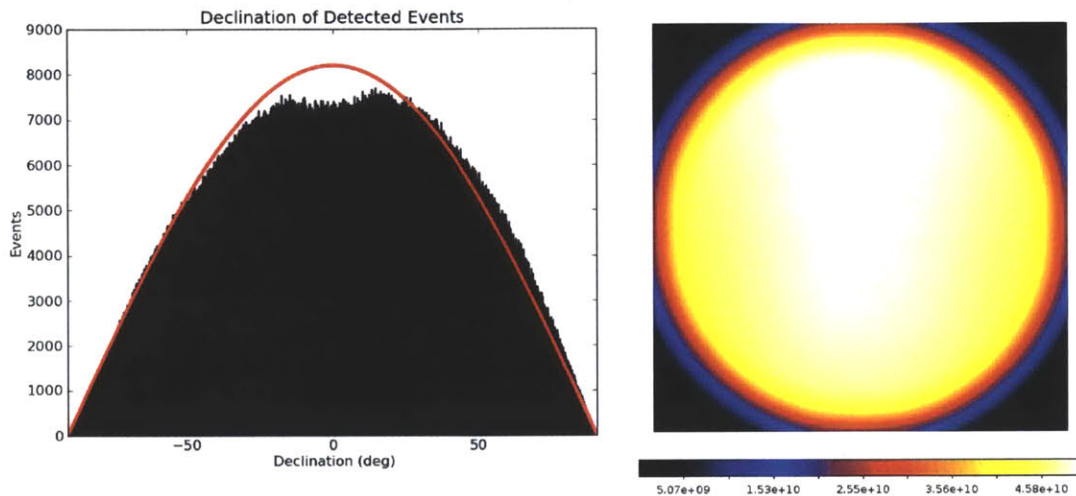 Declination of Detected Events
9000
8000
7000
6000
5000
4000
3000
2000
1000
0
Events
−50 0 50
Declination (deg)
5.07e+09 1.53e+10 2.55e+10 3.56e+10 4.58e+10